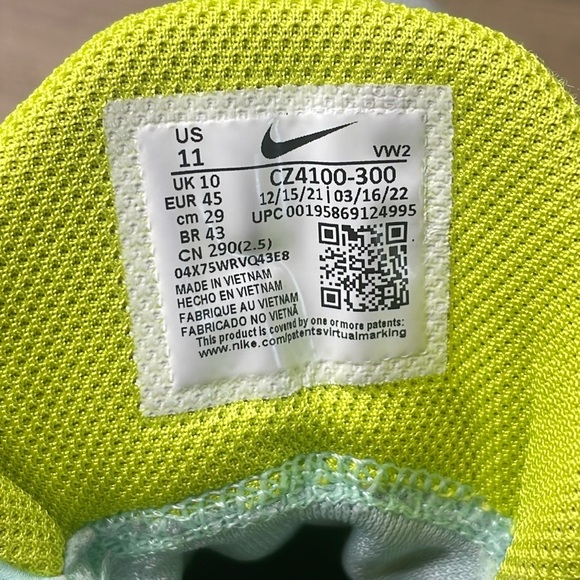 US
11
VW2
UK 10
EUR 45
cm 29
BR 43
CN 290(2.5)
CZ4100-300
12/15/21 | 03/16/22
UPC 00195869124995
04X75WRVQ43E8
MADE IN VIETNAM
HECHO EN VIETNAM
FABRIQUE AU VIETNAM
FABRICADO NO VIETNÃ
This product is covered by one or more patents:
www.nike.com/patentsvirtualmarking